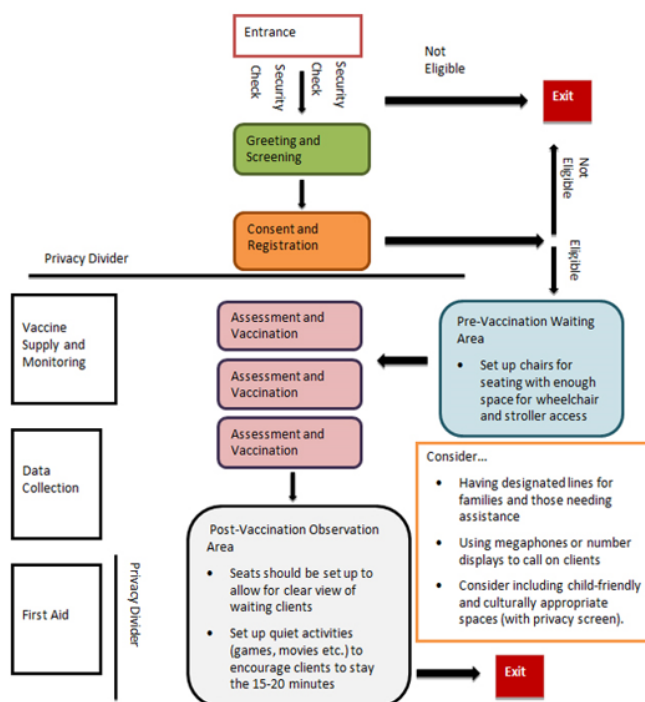 Entrance
Not
Eligible
Security
Check
Security
Check
Exit
Greeting and
Screening
Not
Eligible
Consent and
Registration
Eligible
Privacy Divider
Vaccine
Supply and
Monitoring
Assessment and
Vaccination
Assessment and
Vaccination
Assessment and
Vaccination
Pre-Vaccination Waiting
Area
• Set up chairs for
seating with enough
space for wheelchair
and stroller access
Data
Collection
Consider...
• Having designated lines for
families and those needing
assistance
• Using megaphones or number
displays to call on clients
• Consider including child-friendly
and culturally appropriate
spaces (with privacy screen).
Post-Vaccination Observation
Area
• Seats should be set up to
allow for clear view of
waiting clients
• Set up quiet activities
(games, movies etc.) to
encourage clients to stay
the 15-20 minutes
First Aid
Privacy Divider
Exit